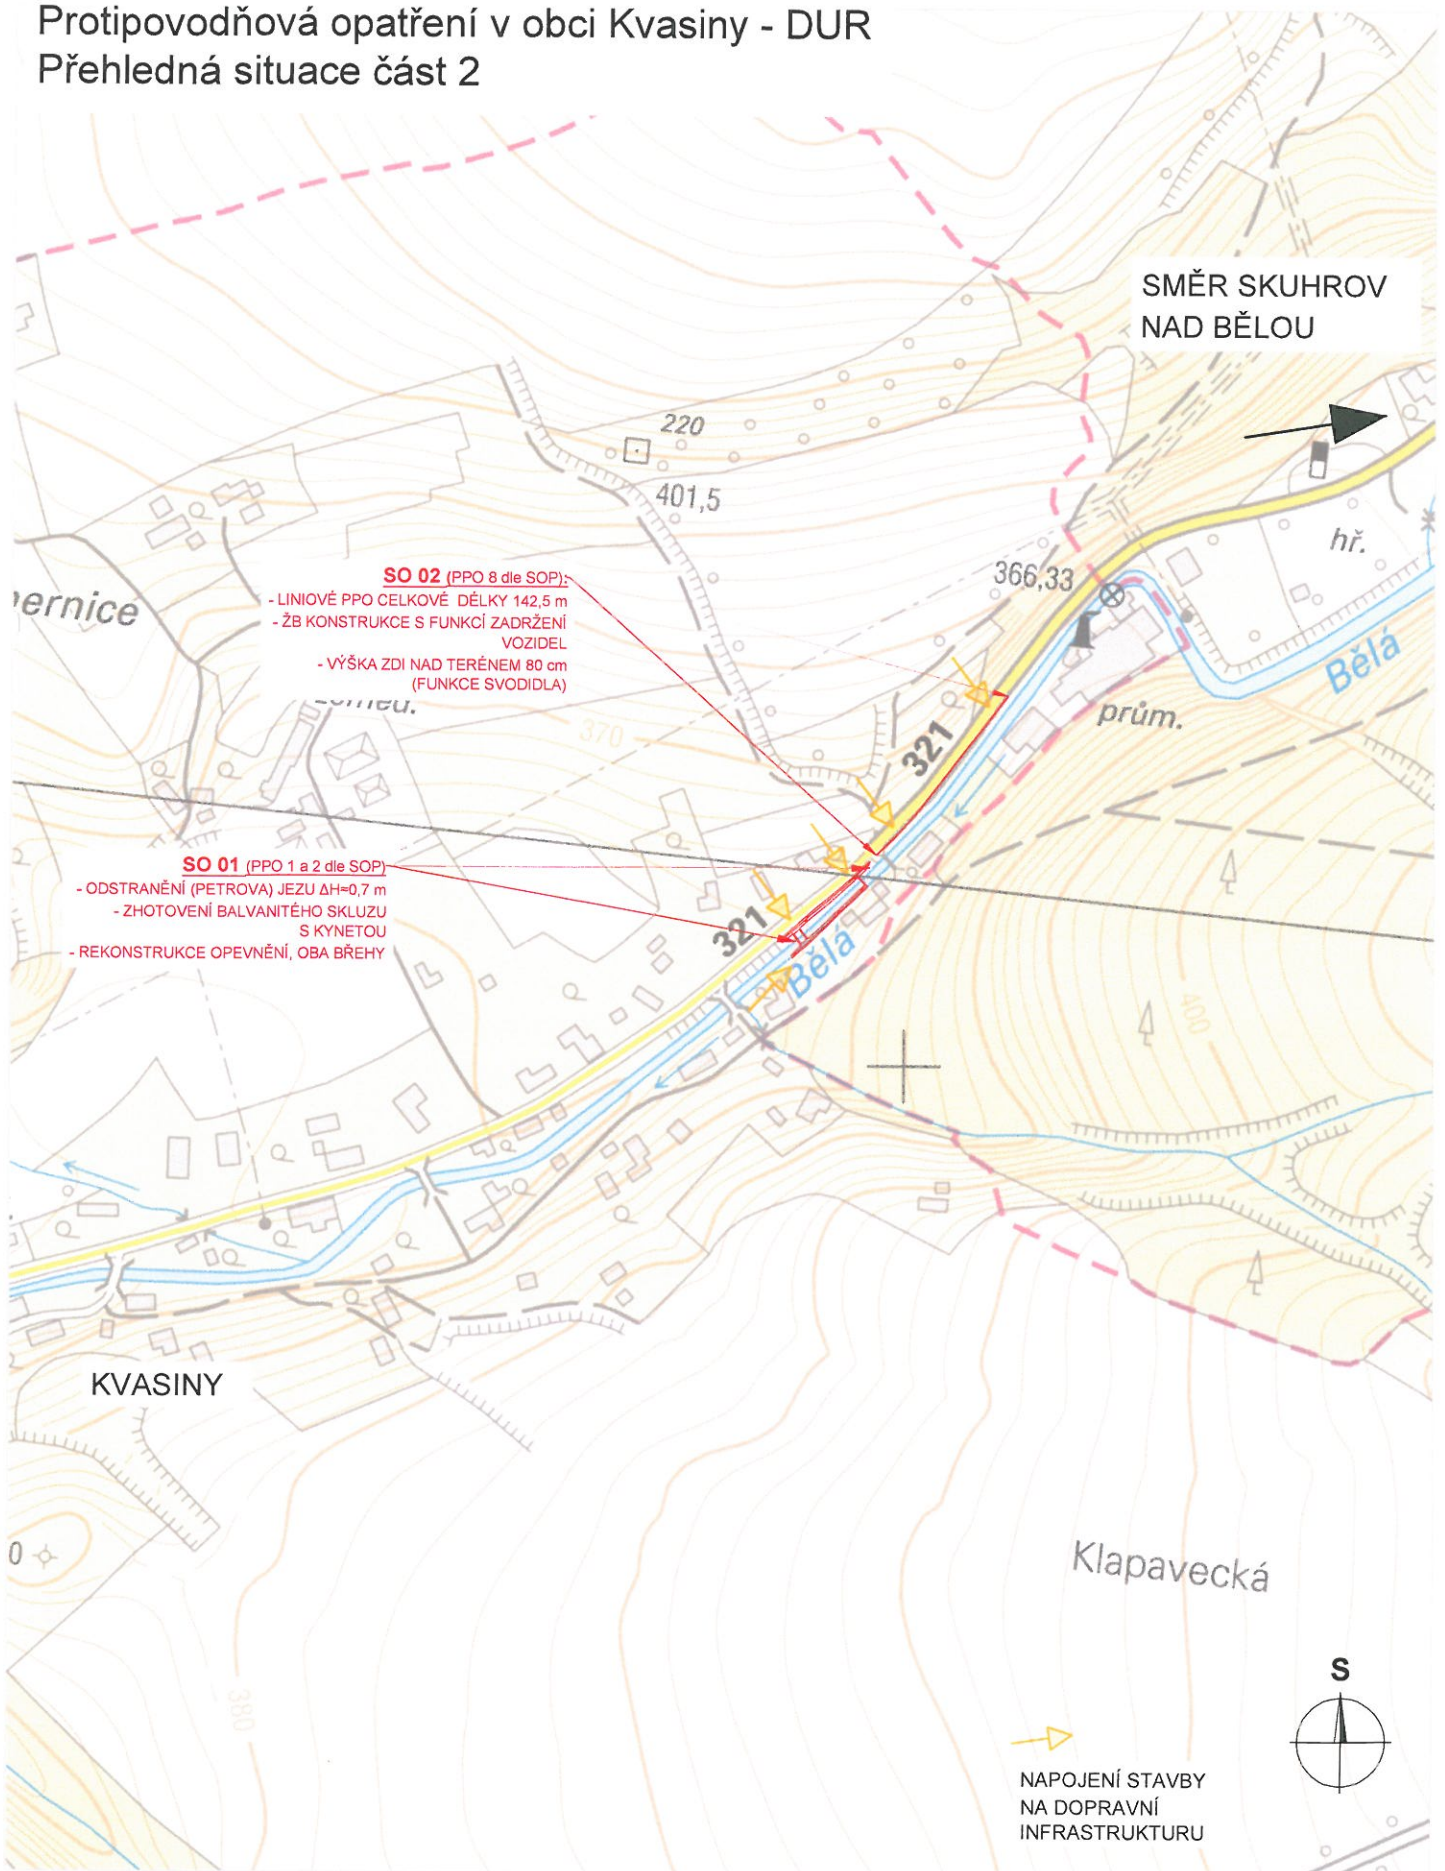 Protipovodňová opatření v obci Kvasiny - DUR
Přehledná situace část 2
SMĚR SKUHROV
NAD BĚLOU
220
401,5
hř.
366,33
SO 02 (PPO 8 dle SOP):
- LINIOVÉ PPO CELKOVÉ DÉLKY 142,5 m
- ŽB KONSTRUKCE S FUNKCÍ ZADRŽENÍ
VOZIDEL
- VÝŠKA ZDI NAD TERÉNEM 80 cm
(FUNKCE SVODIDLA)
Bělá
prům.
370
321
SO 01 (PPO 1 a 2 dle SOP)
- ODSTRANĚNÍ (PETROVA) JEZU ΔH=0,7 m
- ZHOTOVENÍ BALVANITÉHO SKLUZU
S KYNETOU
- REKONSTRUKCE OPEVNĚNÍ, OBA BŘEHY
321
Bělá
400
KVASINY
0
Klapavecká
380
S
NAPOJENÍ STAVBY
NA DOPRAVNÍ
INFRASTRUKTURU